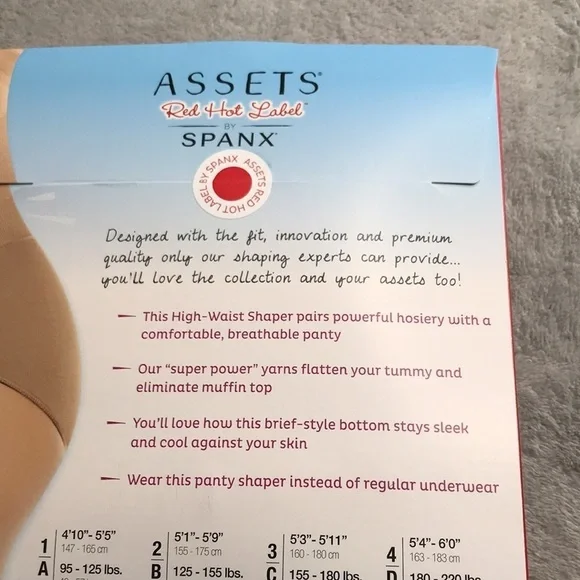 ASSETS®
Red Hot Label™
BY
SPANX®
ASSETS RED HOT LABEL BY SPANX
Designed with the fit, innovation and premium
quality only our shaping experts can provide...
you'll love the collection and your assets too!
This High-Waist Shaper pairs powerful hosiery with a
comfortable, breathable panty
Our “super power” yarns flatten your tummy and
eliminate muffin top
You'll love how this brief-style bottom stays sleek
and cool against your skin
Wear this panty shaper instead of regular underwear
1 4'10"- 5'5" 2 5'1"- 5'9" 3 5'3"- 5'11" 4 5'4"- 6'0"
147 - 165 cm 155 - 175 cm 160 - 180 cm 163 - 183 cm
A 95 - 125 lbs. B 125 - 155 lbs. C 155 - 180 lbs. D 180 - 220 lbs.